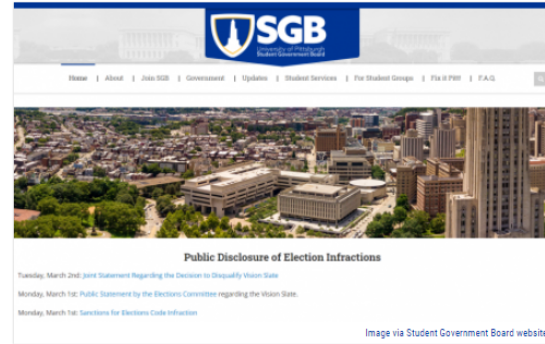 SGB
University of Pittsburgh
Student Government Board
Home | About | Join SGB | Government | Updates | Student Services | For Student Groups | Fix it Pitt! | F.A.Q.
Public Disclosure of Election Infractions
Tuesday, March 2nd: Joint Statement Regarding the Decision to Disqualify Vision Slate
Monday, March 1st: Public Statement by the Elections Committee regarding the Vision Slate.
Monday, March 1st: Sanctions for Elections Code Infraction
Image via Student Government Board website